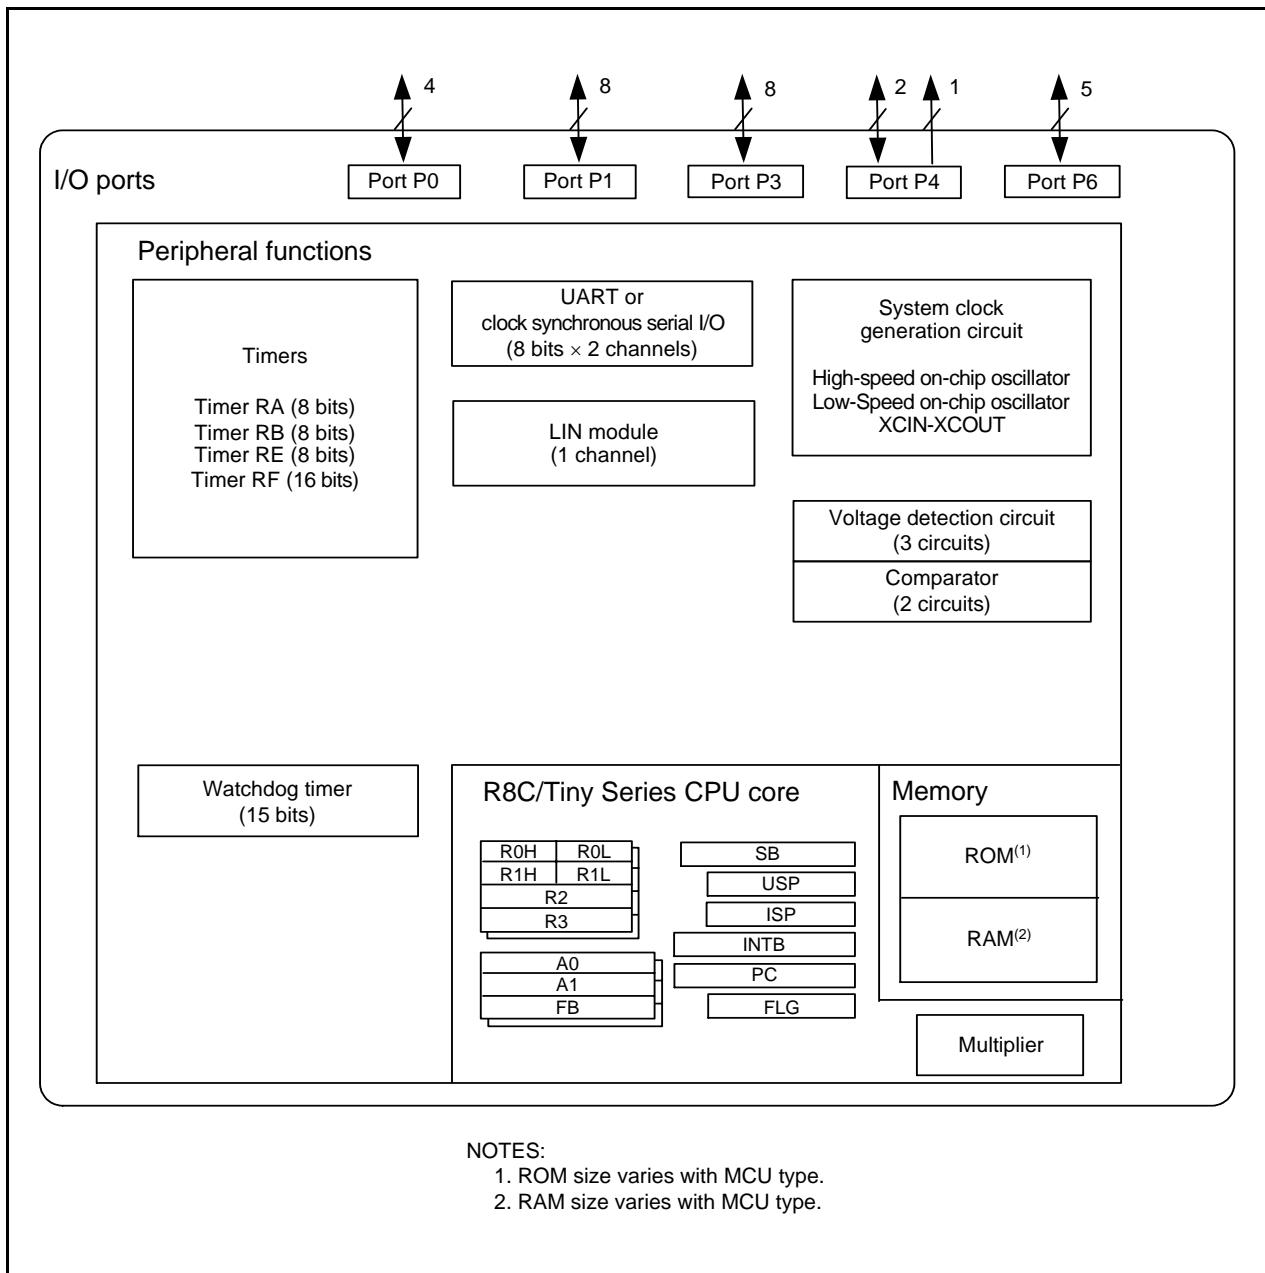 4 8 8 2 1 5
I/O ports
Port P0 Port P1 Port P3 Port P4 Port P6
Peripheral functions
Timers
Timer RA (8 bits)
Timer RB (8 bits)
Timer RE (8 bits)
Timer RF (16 bits)
UART or
clock synchronous serial I/O
(8 bits × 2 channels)
LIN module
(1 channel)
System clock
generation circuit
High-speed on-chip oscillator
Low-Speed on-chip oscillator
XCIN-XCOUT
Voltage detection circuit
(3 circuits)
Comparator
(2 circuits)
Watchdog timer
(15 bits)
R8C/Tiny Series CPU core
R0H R0L
R1H R1L
R2
R3
A0
A1
FB
SB
USP
ISP
INTB
PC
FLG
Memory
ROM(1)
RAM(2)
Multiplier
NOTES:
1. ROM size varies with MCU type.
2. RAM size varies with MCU type.